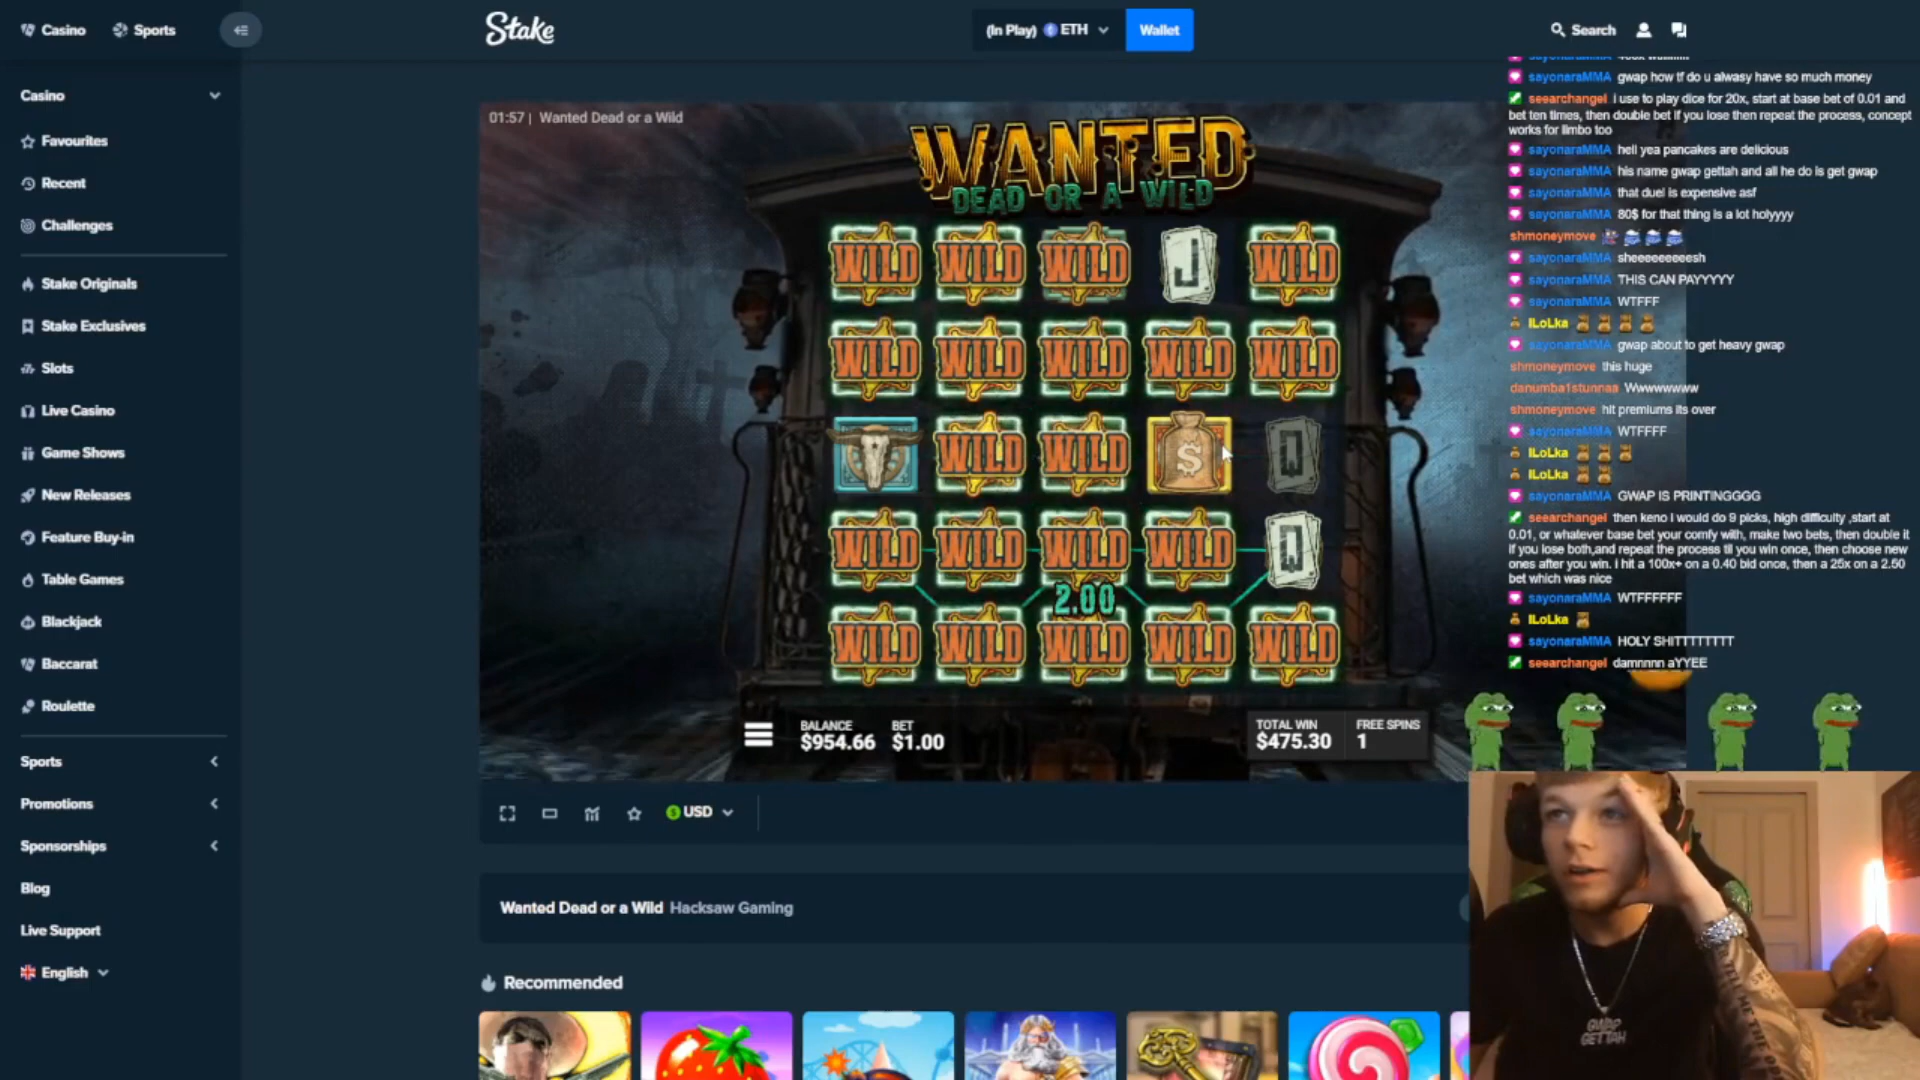 Casino
Sports
Stake
(In Play) ETH
Wallet
Search
Casino
Favourites
Recent
Challenges
Stake Originals
Stake Exclusives
Slots
Live Casino
Game Shows
New Releases
Feature Buy-in
Table Games
Blackjack
Baccarat
Roulette
Sports
Promotions
Sponsorships
Blog
Live Support
English
01:57 | Wanted Dead or a Wild
WANTED
DEAD OR A WILD
WILD WILD WILD J WILD
WILD WILD WILD WILD WILD
WILD WILD $ Q
WILD WILD WILD WILD Q
2.00
WILD WILD WILD WILD WILD
BALANCE
$954.66
BET
$1.00
TOTAL WIN
$475.30
FREE SPINS
1
USD
Wanted Dead or a Wild Hacksaw Gaming
Recommended
sayonaraMMA gwap how tf do u alwasy have so much money
seearchangel i use to play dice for 20x, start at base bet of 0.01 and
bet ten times, then double bet if you lose then repeat the process, concept
works for limbo too
sayonaraMMA hell yea pancakes are delicious
sayonaraMMA his name gwap gettah and all he do is get gwap
sayonaraMMA that duel is expensive asf
sayonaraMMA 80$ for that thing is a lot holyyyy
shmoneymove
sayonaraMMA sheeeeeeeeesh
sayonaraMMA THIS CAN PAYYYYY
sayonaraMMA WTFFF
ILoLka
sayonaraMMA gwap about to get heavy gwap
shmoneymove this huge
danumba1stunnaa Wwwwwwww
shmoneymove hit premiums its over
sayonaraMMA WTFFFF
ILoLka
ILoLka
sayonaraMMA GWAP IS PRINTINGGGG
seearchangel then keno I would do 9 picks, high difficulty ,start at
0.01, or whatever base bet your comfy with, make two bets, then double it
if you lose both,and repeat the process til you win once, then choose new
ones after you win. I hit a 100x+ on a 0.40 bid once, then a 25x on a 2.50
bet which was nice
sayonaraMMA WTFFFFFF
ILoLka
sayonaraMMA HOLY SHITTTTTTTT
seearchangel damnnnn aYYEE
GWAP
GETTAH